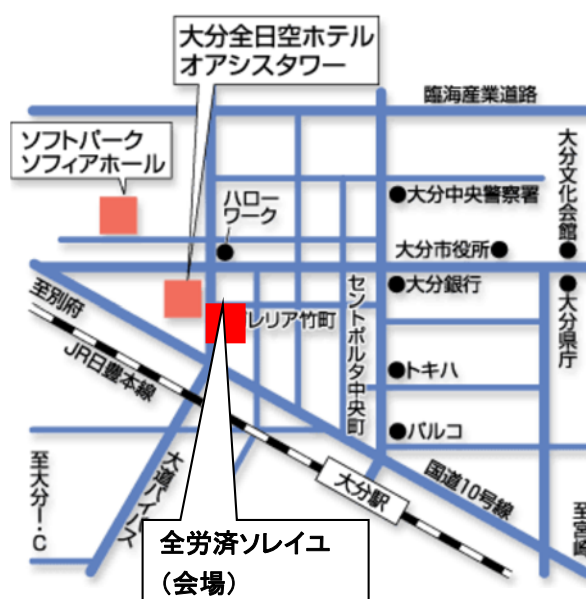 大分全日空ホテル
オアシスタワー
臨海産業道路
ソフトパーク
ソフィアホール
大分文化会館
ハロー
ワーク
●大分中央警察署
大分市役所●
至別府
●大分銀行
セントポルタ中央町
レリア竹町
大分県庁
JR日豊本線
●トキハ
●パルコ
至大分I・C
大道バイパス
大分駅
国道10号線
至宮崎
全労済ソレイユ
(会場)